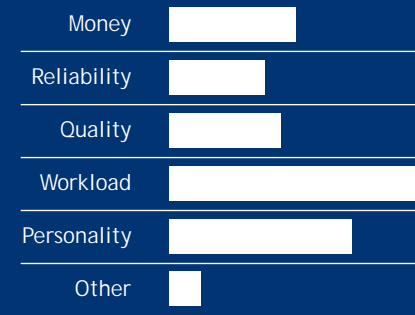 Money
Reliability
Quality
Workload
Personality
Other